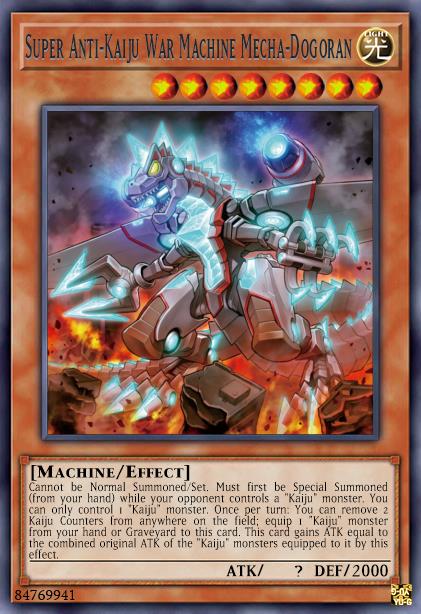 Super Anti-Kaiju War Machine Mecha-Dogoran
LIGHT
光
[Machine/Effect]
Cannot be Normal Summoned/Set. Must first be Special Summoned
(from your hand) while your opponent controls a "Kaiju" monster. You
can only control 1 "Kaiju" monster. Once per turn: You can remove 2
Kaiju Counters from anywhere on the field; equip 1 "Kaiju" monster
from your hand or Graveyard to this card. This card gains ATK equal to
the combined original ATK of the "Kaiju" monsters equipped to it by this
effect.
ATK/ ? DEF/2000
84769941